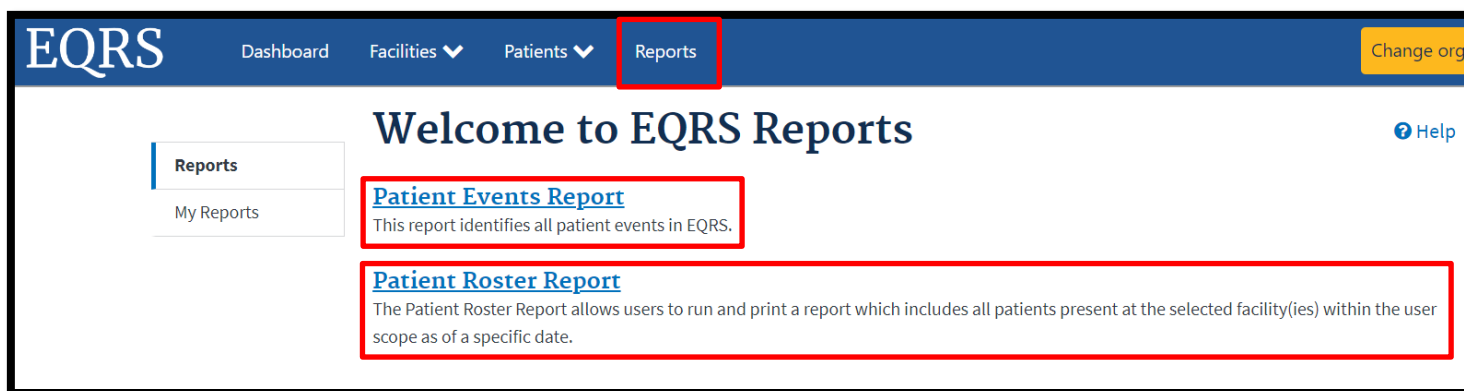 EQRS Dashboard Facilities Patients Reports Change org
Welcome to EQRS Reports
Help
Reports
My Reports
Patient Events Report
This report identifies all patient events in EQRS.
Patient Roster Report
The Patient Roster Report allows users to run and print a report which includes all patients present at the selected facility(ies) within the user
scope as of a specific date.